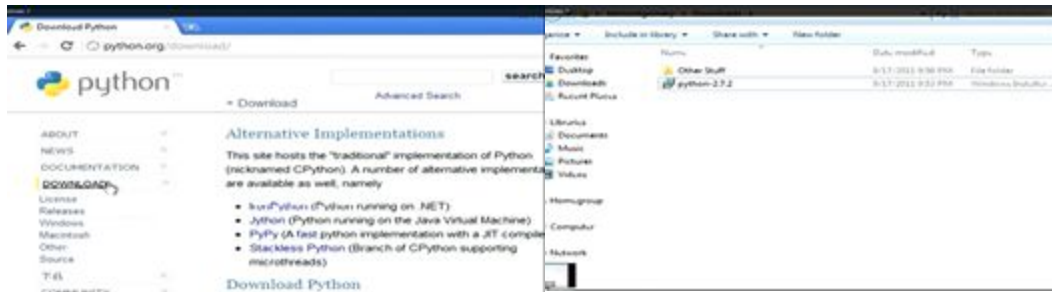 Download Python
python.org/download/
python
search
Advanced Search
» Download
ABOUT
NEWS
DOCUMENTATION
DOWNLOAD
License
Releases
Windows
Macintosh
Other
Source
Alternative Implementations
This site hosts the "traditional" implementation of Python
(nicknamed CPython). A number of alternative implementa
are available as well, namely
IronPython (Python running on .NET)
Jython (Python running on the Java Virtual Machine)
PyPy (A fast python implementation with a JIT compile
Stackless Python (Branch of CPython supporting
microthreads)
Download Python
Include in library
Share with
New folder
Favorites
Desktop
Downloads
Recent Places
Libraries
Documents
Music
Pictures
Videos
Homegroup
Computer
Network
Name
Date modified
Type
Other Stuff
File folder
python-2.7.2